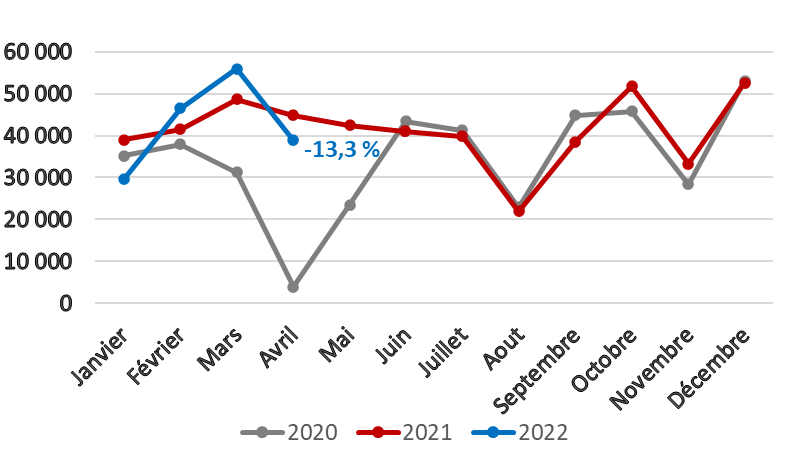 60 000
50 000
40 000
30 000
20 000
10 000
0
-13,3 %
Janvier
Février
Mars
Avril
Mai
Juin
Juillet
Aout
Septembre
Octobre
Novembre
Décembre
2020 2021 2022